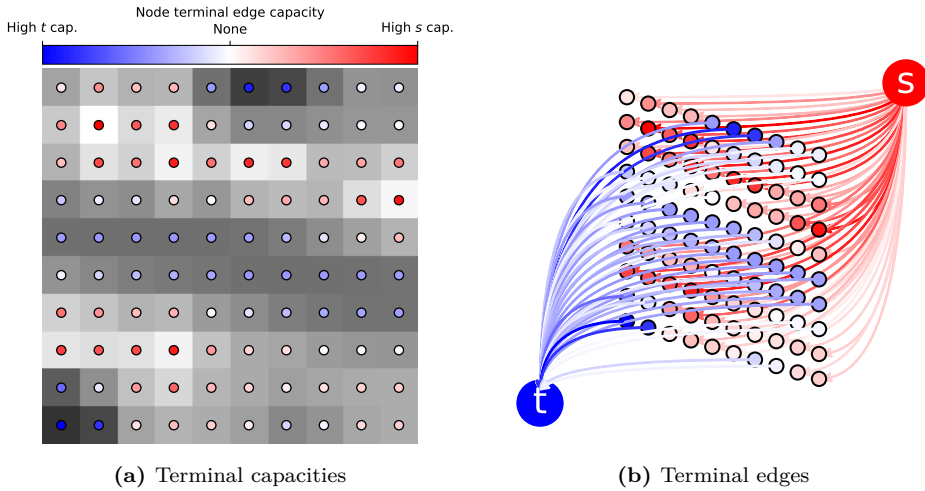 Node terminal edge capacity
High t cap.
None
High s cap.
s
t
(a) Terminal capacities
(b) Terminal edges